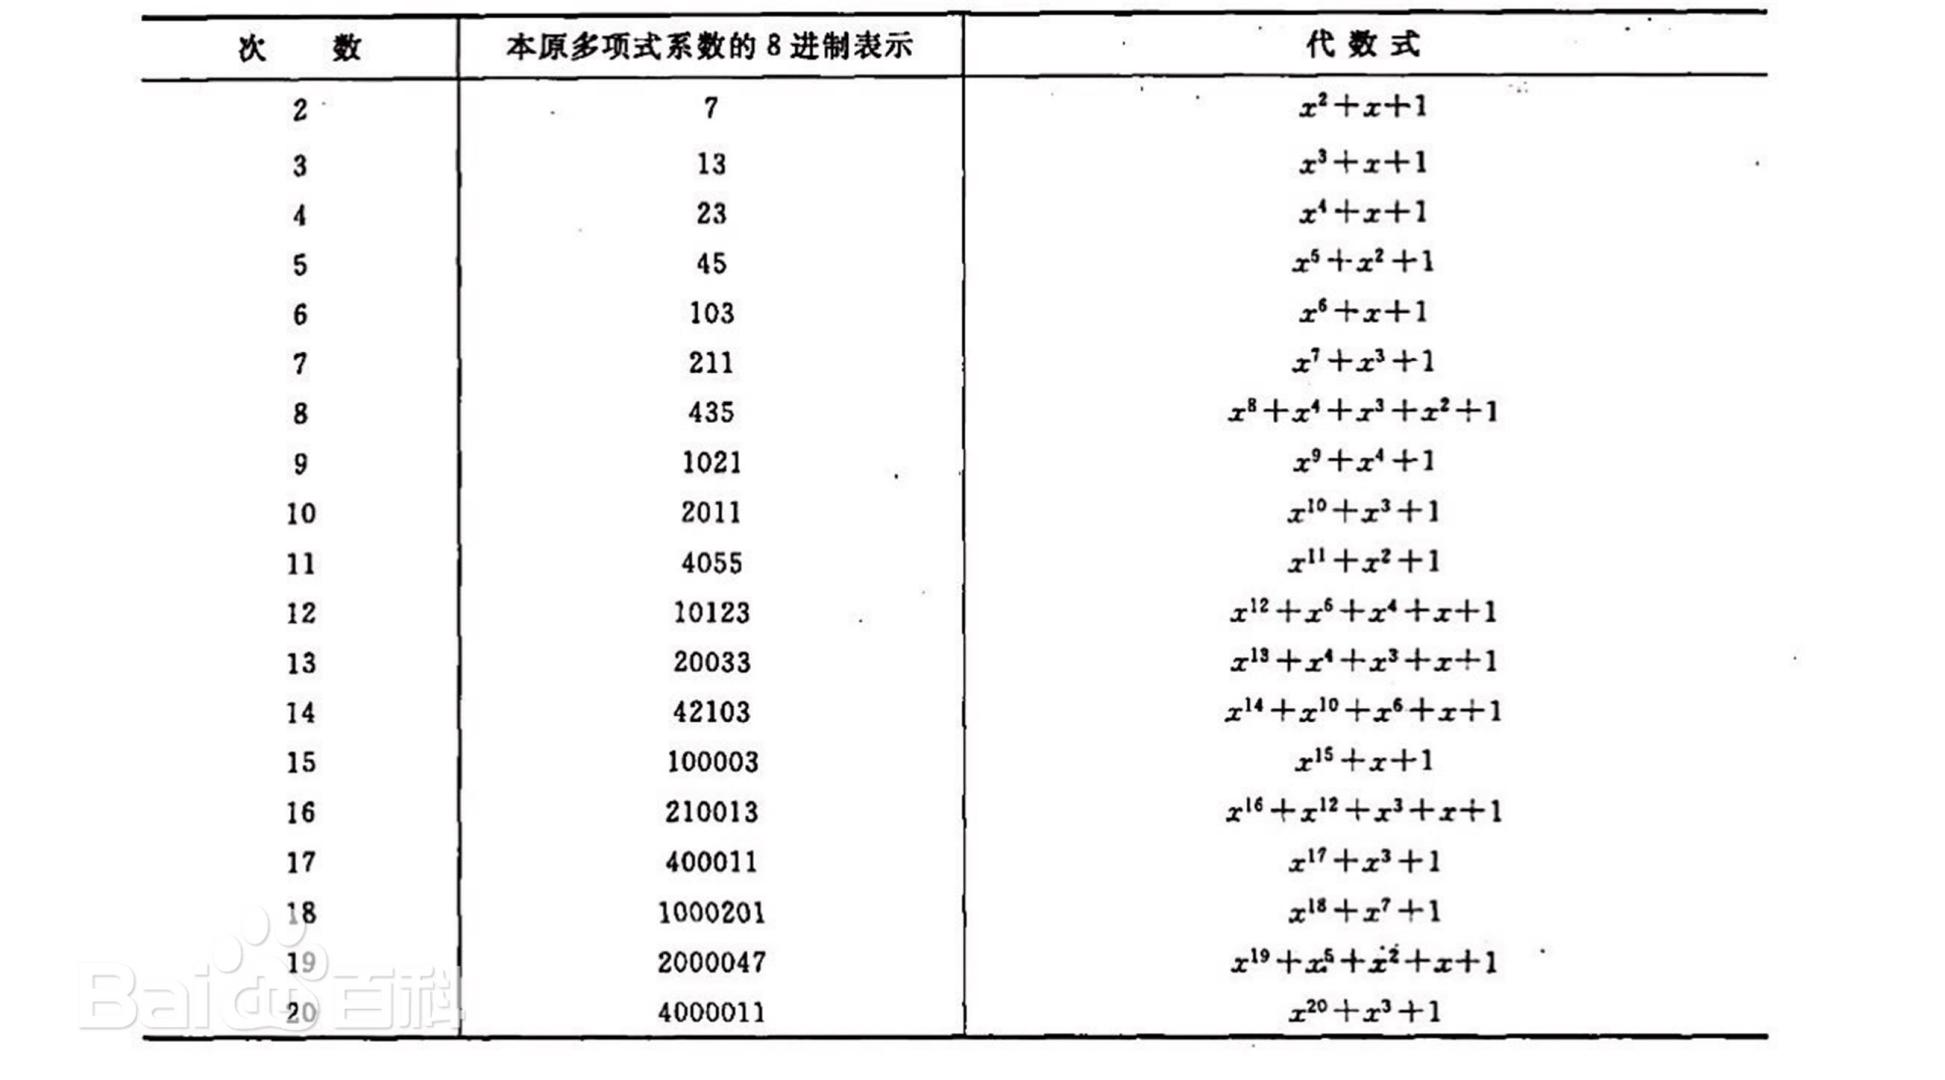 次 数 本原多项式系数的8进制表示 代数式
2 7 x²+x+1
3 13 x³+x+1
4 23 x⁴+x+1
5 45 x⁵+x²+1
6 103 x⁶+x+1
7 211 x⁷+x³+1
8 435 x⁸+x⁴+x³+x²+1
9 1021 x⁹+x⁴+1
10 2011 x¹⁰+x³+1
11 4055 x¹¹+x²+1
12 10123 x¹²+x⁶+x⁴+x+1
13 20033 x¹³+x⁴+x³+x+1
14 42103 x¹⁴+x¹⁰+x⁶+x+1
15 100003 x¹⁵+x+1
16 210013 x¹⁶+x¹²+x³+x+1
17 400011 x¹⁷+x³+1
18 1000201 x¹⁸+x⁷+1
19 2000047 x¹⁹+x⁵+x²+x+1
20 4000011 x²⁰+x³+1
Bai百科